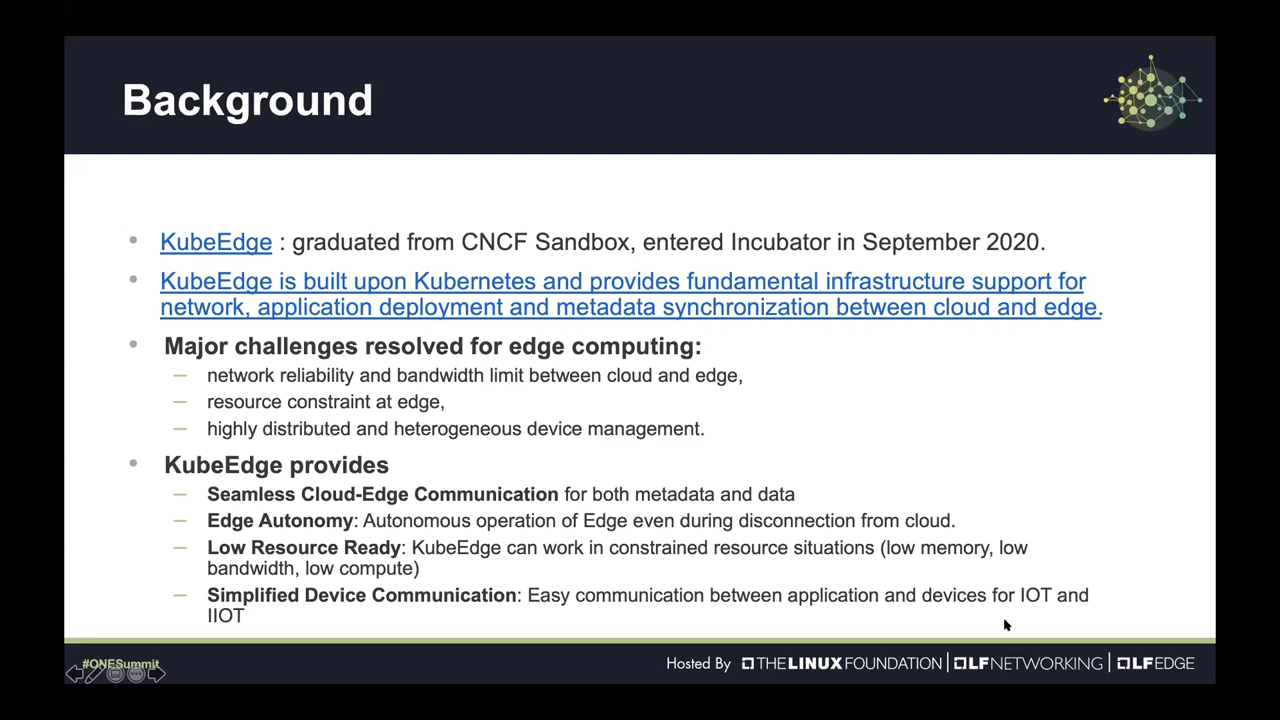 Background
KubeEdge : graduated from CNCF Sandbox, entered Incubator in September 2020.
KubeEdge is built upon Kubernetes and provides fundamental infrastructure support for
network, application deployment and metadata synchronization between cloud and edge.
Major challenges resolved for edge computing:
network reliability and bandwidth limit between cloud and edge,
resource constraint at edge,
highly distributed and heterogeneous device management.
KubeEdge provides
Seamless Cloud-Edge Communication for both metadata and data
Edge Autonomy: Autonomous operation of Edge even during disconnection from cloud.
Low Resource Ready: KubeEdge can work in constrained resource situations (low memory, low
bandwidth, low compute)
Simplified Device Communication: Easy communication between application and devices for IOT and
IIOT
#ONESummit
Hosted By THE LINUX FOUNDATION | LF NETWORKING | LF EDGE